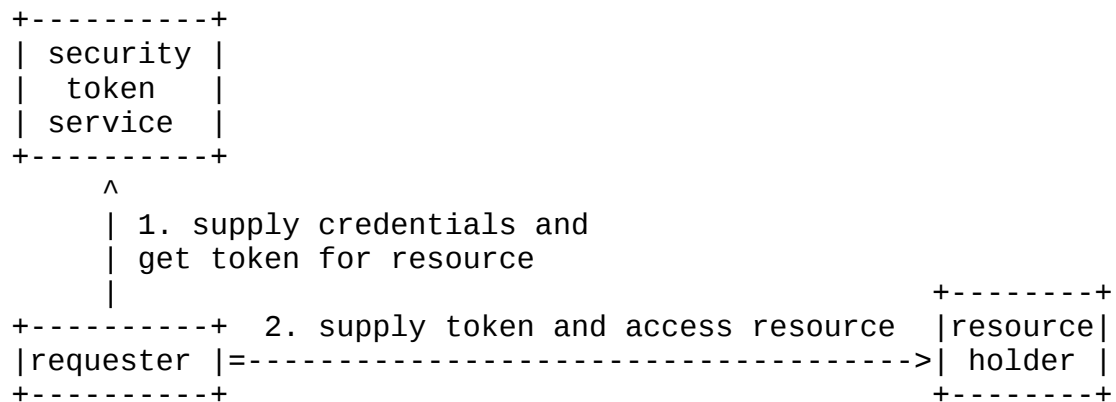 +----------+
| security |
|  token   |
| service  |
+----------+
     ^
     | 1. supply credentials and
     | get token for resource
     |                                              +--------+
+----------+  2. supply token and access resource  |resource|
|requester |=------------------------------------->| holder |
+----------+                                       +--------+